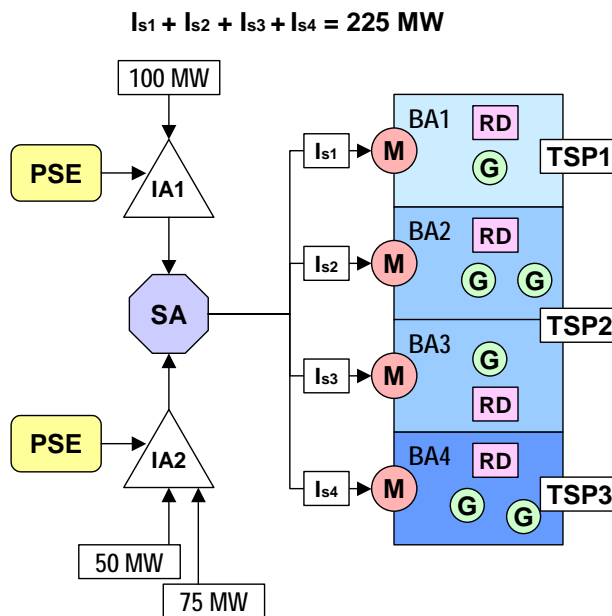 Is1 + Is2 + Is3 + Is4 = 225 MW
100 MW
PSE
IA1
SA
PSE
IA2
50 MW
75 MW
Is1
Is2
Is3
Is4
M
BA1
RD
G
TSP1
M
BA2
RD
G
G
TSP2
M
BA3
G
RD
M
BA4
RD
G
G
TSP3